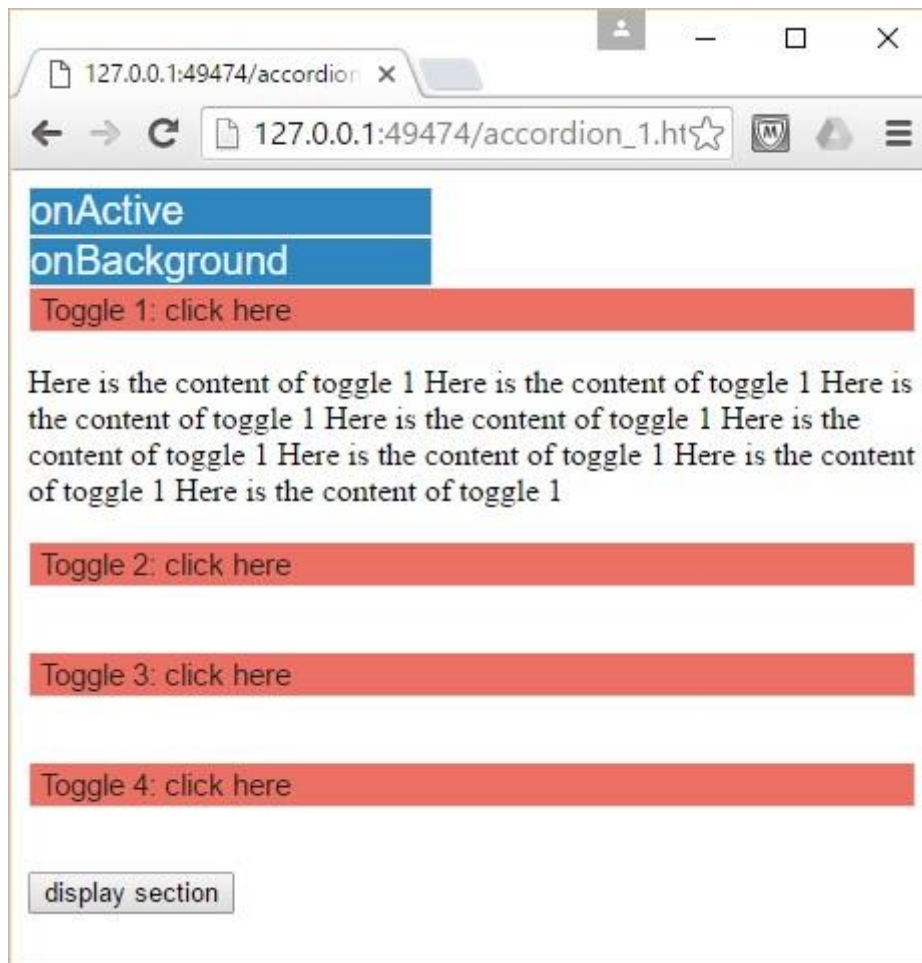 127.0.0.1:49474/accordion
127.0.0.1:49474/accordion_1.ht
onActive
onBackground
Toggle 1: click here
Here is the content of toggle 1 Here is the content of toggle 1 Here is
the content of toggle 1 Here is the content of toggle 1 Here is the
content of toggle 1 Here is the content of toggle 1 Here is the content
of toggle 1 Here is the content of toggle 1
Toggle 2: click here
Toggle 3: click here
Toggle 4: click here
display section